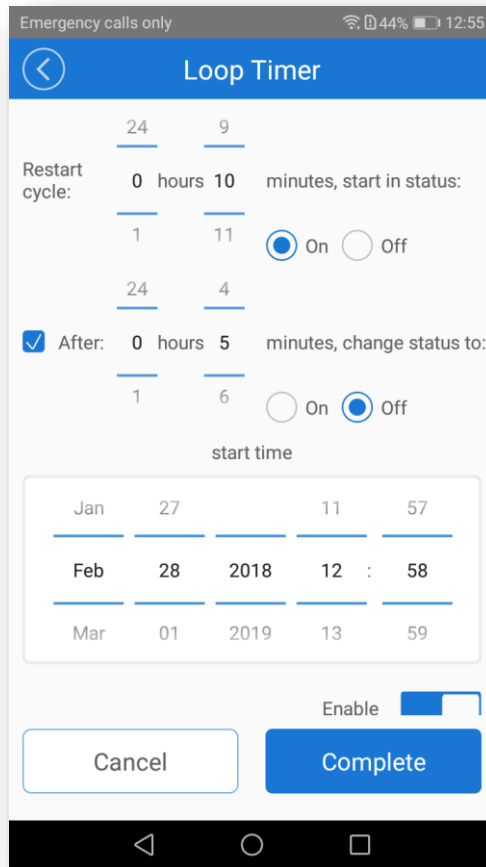 Emergency calls only 44% 12:55
Loop Timer
24 9
Restart cycle: 0 hours 10 minutes, start in status:
1 11
On Off
24 4
After: 0 hours 5 minutes, change status to:
1 6
On Off
start time
Jan 27 11 57
Feb 28 2018 12 : 58
Mar 01 2019 13 59
Enable
Cancel Complete